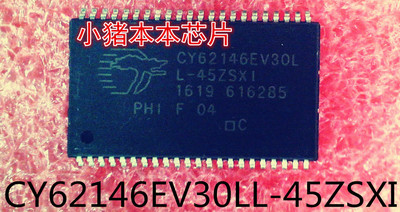 小猪本本芯片
CY62146EV30L
L-45ZSXI
1619 616285
PHI F 04
C
CY62146EV30LL-45ZSXI